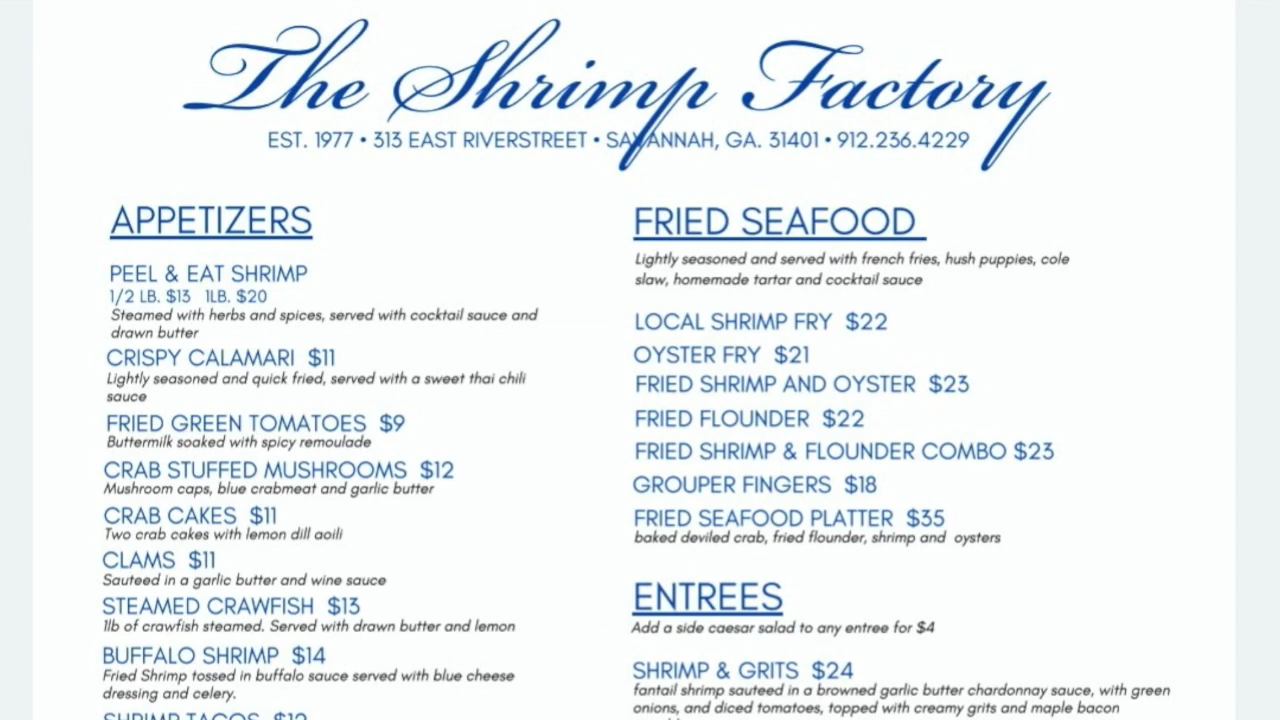 The Shrimp Factory
EST. 1977 • 313 EAST RIVERSTREET • SAVANNAH, GA. 31401 • 912.236.4229
APPETIZERS
PEEL & EAT SHRIMP
1/2 LB. $13 1LB. $20
Steamed with herbs and spices, served with cocktail sauce and
drawn butter
CRISPY CALAMARI $11
Lightly seasoned and quick fried, served with a sweet thai chili
sauce
FRIED GREEN TOMATOES $9
Buttermilk soaked with spicy remoulade
CRAB STUFFED MUSHROOMS $12
Mushroom caps, blue crabmeat and garlic butter
CRAB CAKES $11
Two crab cakes with lemon dill aoili
CLAMS $11
Sauteed in a garlic butter and wine sauce
STEAMED CRAWFISH $13
1lb of crawfish steamed. Served with drawn butter and lemon
BUFFALO SHRIMP $14
Fried Shrimp tossed in buffalo sauce served with blue cheese
dressing and celery.
SHRIMP TACOS $12
FRIED SEAFOOD
Lightly seasoned and served with french fries, hush puppies, cole
slaw, homemade tartar and cocktail sauce
LOCAL SHRIMP FRY $22
OYSTER FRY $21
FRIED SHRIMP AND OYSTER $23
FRIED FLOUNDER $22
FRIED SHRIMP & FLOUNDER COMBO $23
GROUPER FINGERS $18
FRIED SEAFOOD PLATTER $35
baked deviled crab, fried flounder, shrimp and oysters
ENTREES
Add a side caesar salad to any entree for $4
SHRIMP & GRITS $24
fantail shrimp sauteed in a browned garlic butter chardonnay sauce, with green
onions, and diced tomatoes, topped with creamy grits and maple bacon